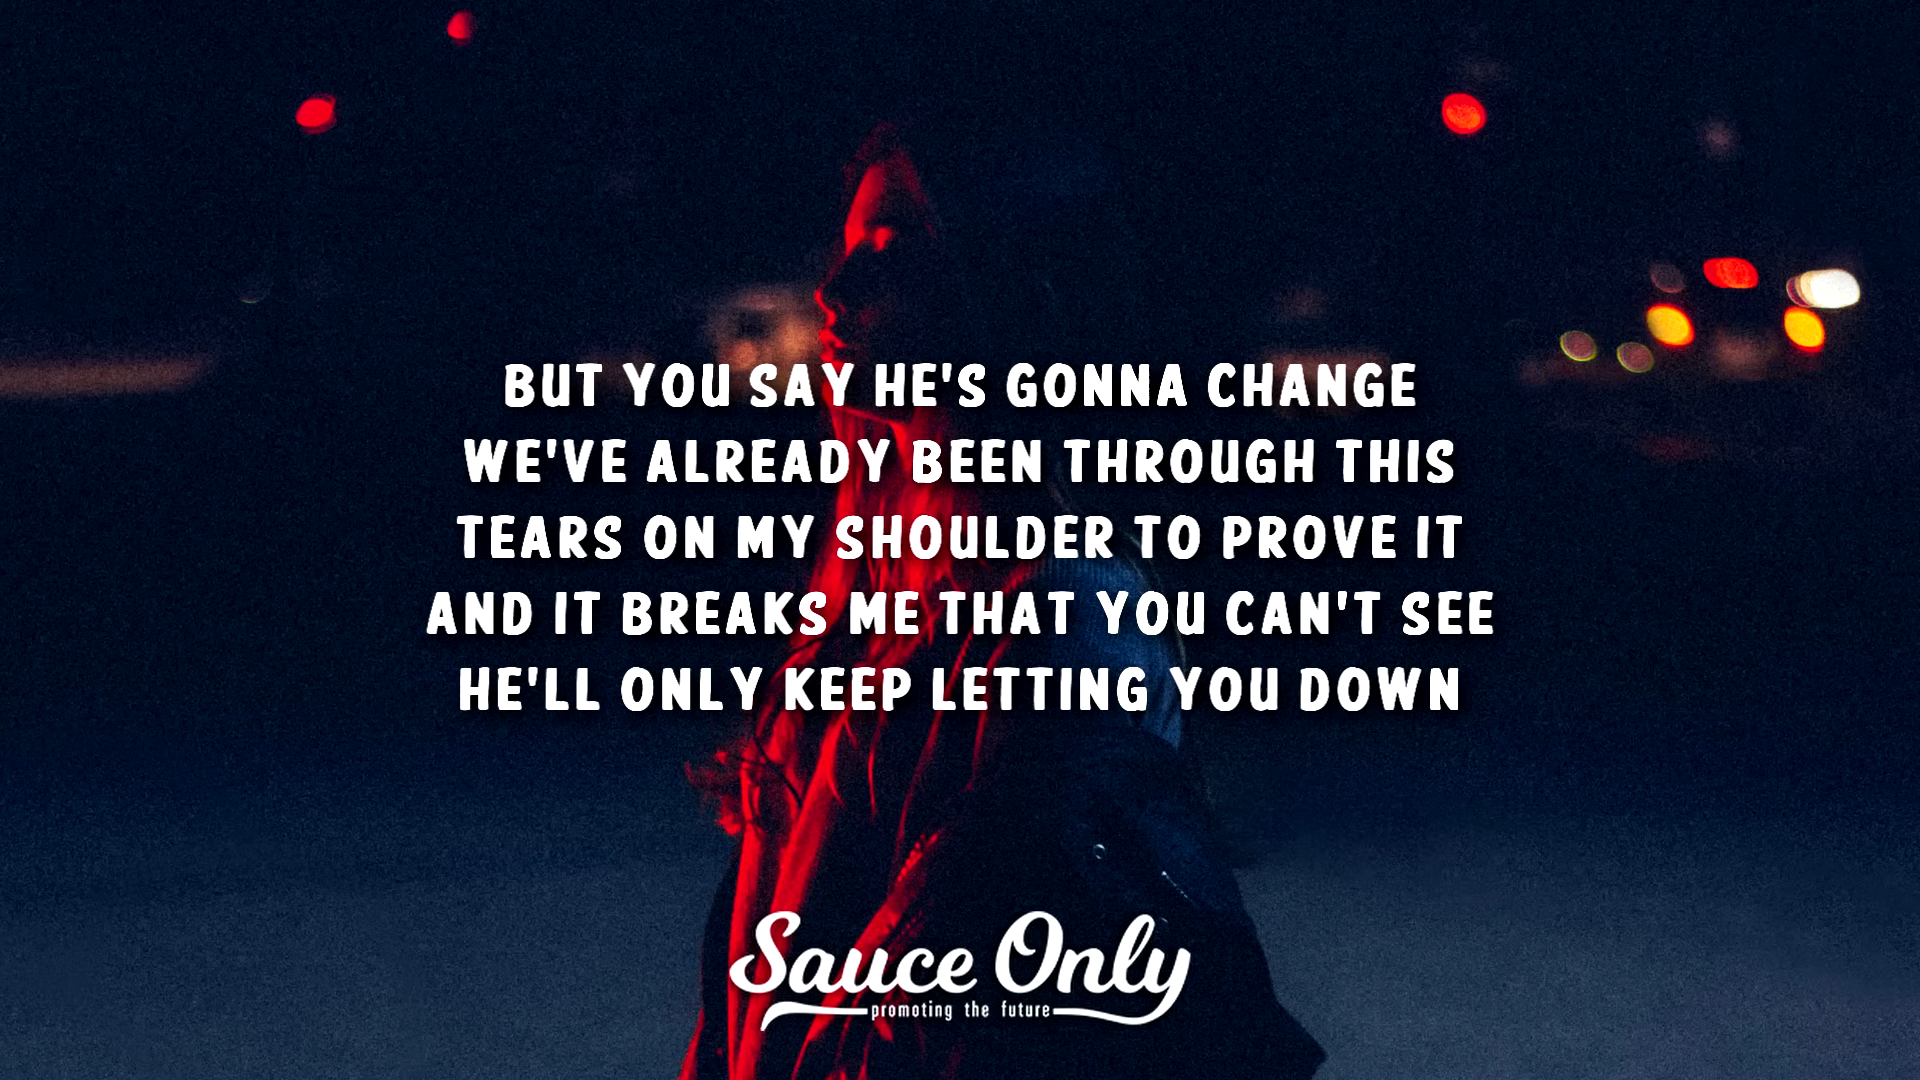 BUT YOU SAY HE'S GONNA CHANGE
WE'VE ALREADY BEEN THROUGH THIS
TEARS ON MY SHOULDER TO PROVE IT
AND IT BREAKS ME THAT YOU CAN'T SEE
HE'LL ONLY KEEP LETTING YOU DOWN
Sauce Only
promoting the future